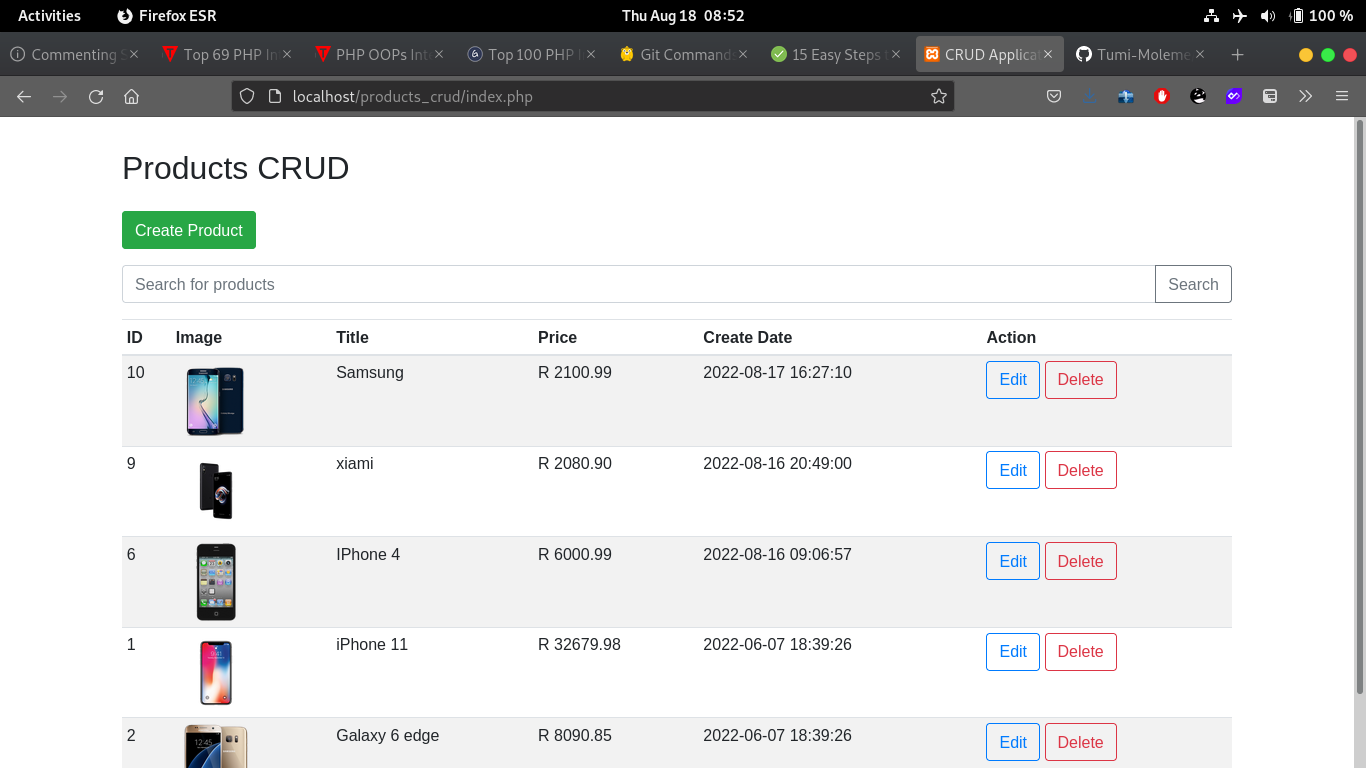 Activities Firefox ESR Thu Aug 18 08:52 100 %
Commenting Top 69 PHP PHP OOPs Top 100 PHP Git Commands 15 Easy Steps CRUD Applica Tumi-Moleme
localhost/products_crud/index.php
Products CRUD
Create Product
Search for products Search
ID Image Title Price Create Date Action
10 Samsung R 2100.99 2022-08-17 16:27:10 Edit Delete
9 xiami R 2080.90 2022-08-16 20:49:00 Edit Delete
6 IPhone 4 R 6000.99 2022-08-16 09:06:57 Edit Delete
1 iPhone 11 R 32679.98 2022-06-07 18:39:26 Edit Delete
2 Galaxy 6 edge R 8090.85 2022-06-07 18:39:26 Edit Delete